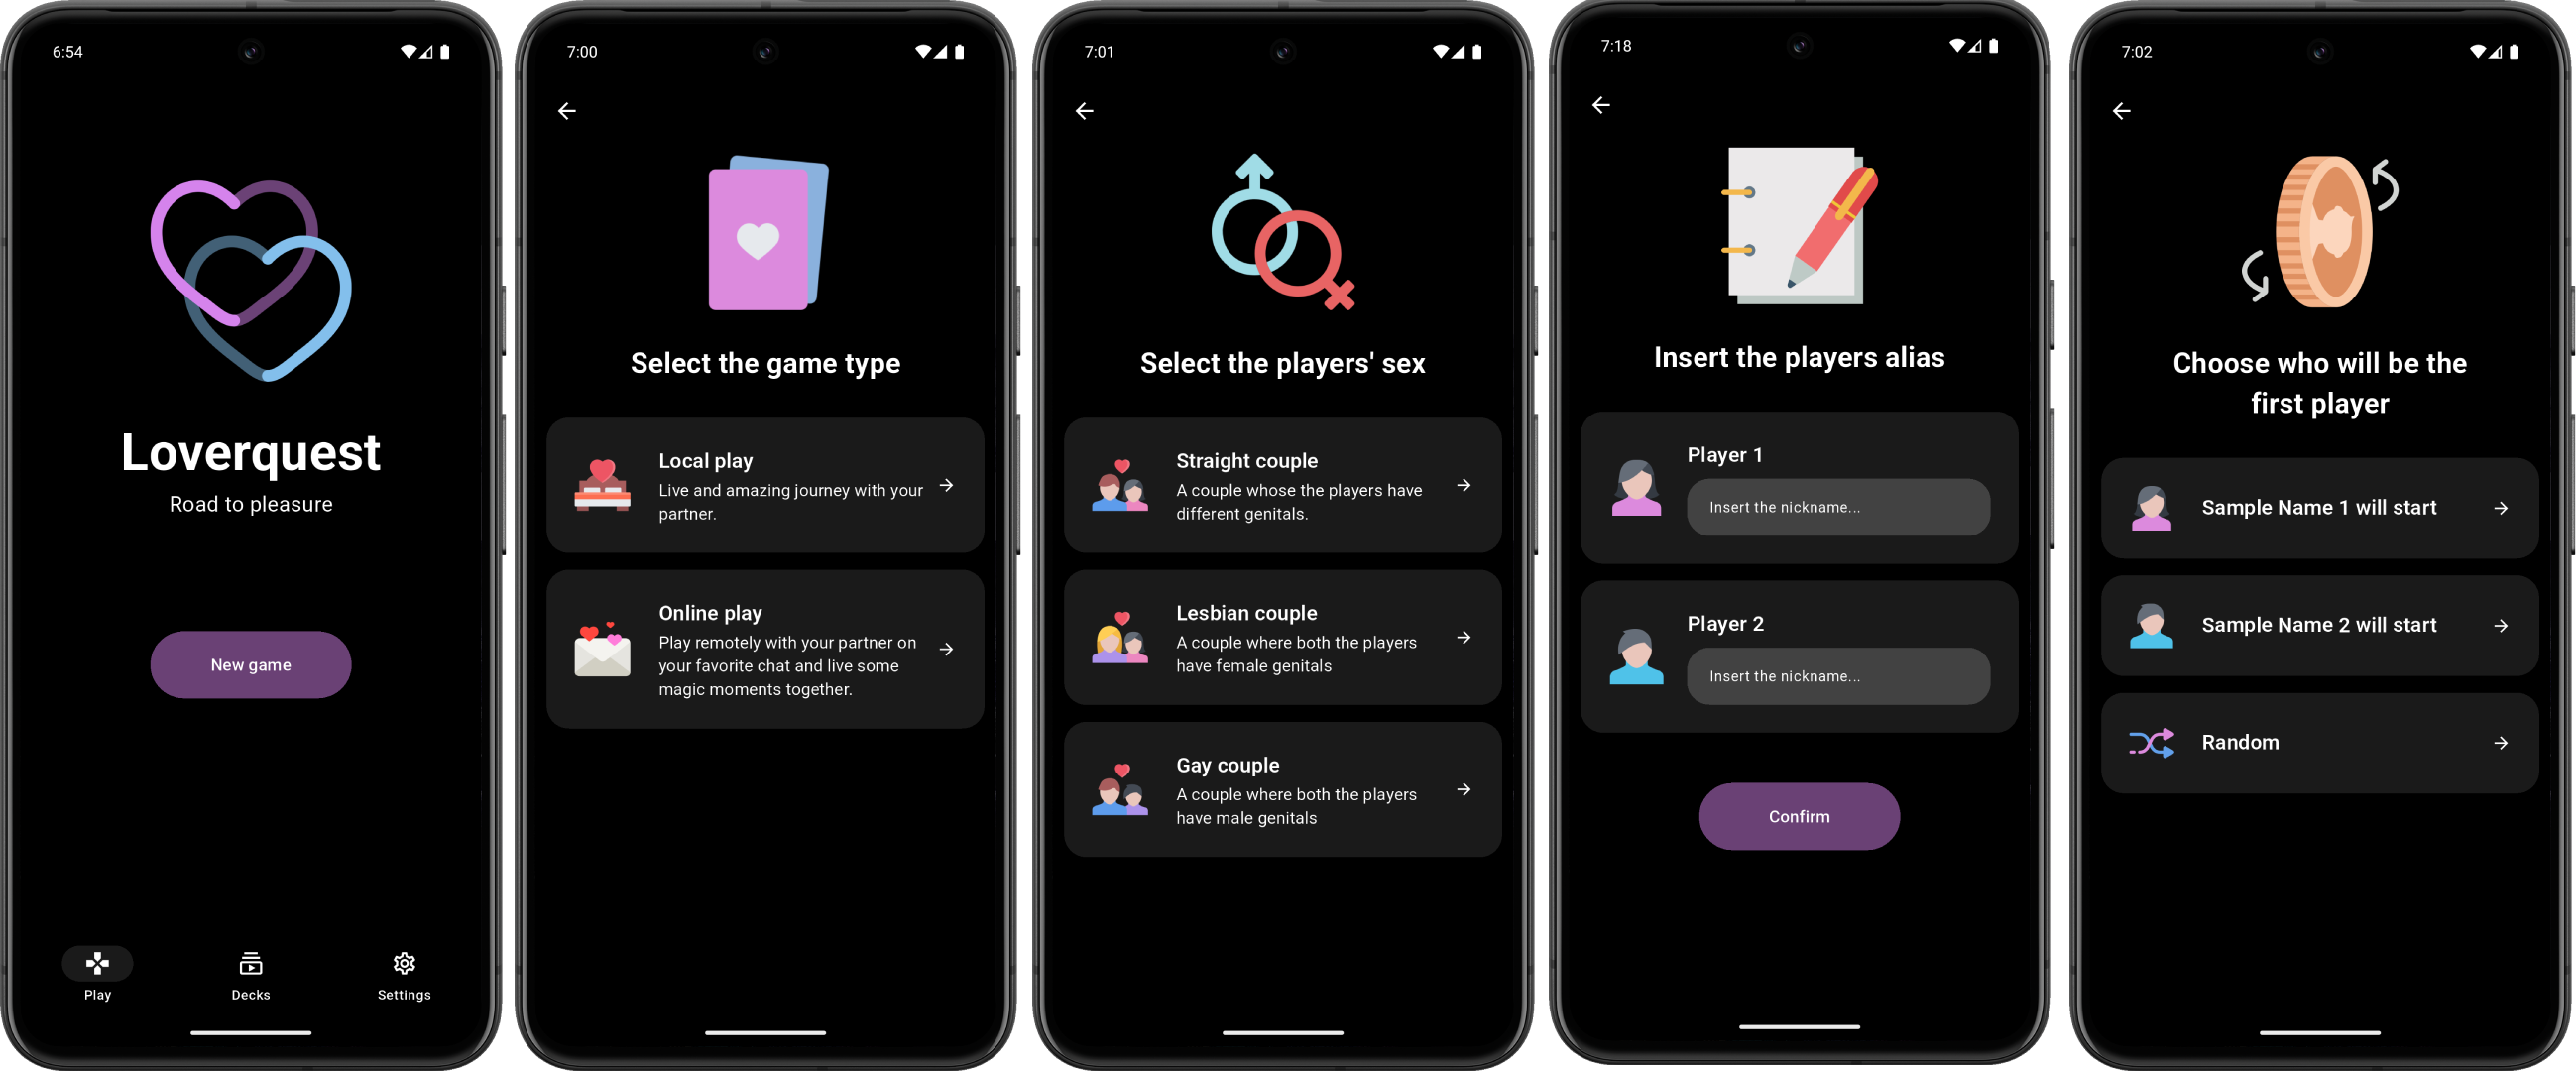 6:54
Loverquest
Road to pleasure
New game
Play
Decks
Settings
7:00
Select the game type
Local play
Live and amazing journey with your
partner.
Online play
Play remotely with your partner on
your favorite chat and live some
magic moments together.
7:01
Select the players' sex
Straight couple
A couple whose the players have
different genitals.
Lesbian couple
A couple where both the players
have female genitals
Gay couple
A couple where both the players
have male genitals
7:18
Insert the players alias
Player 1
Insert the nickname...
Player 2
Insert the nickname...
Confirm
7:02
Choose who will be the
first player
Sample Name 1 will start
Sample Name 2 will start
Random